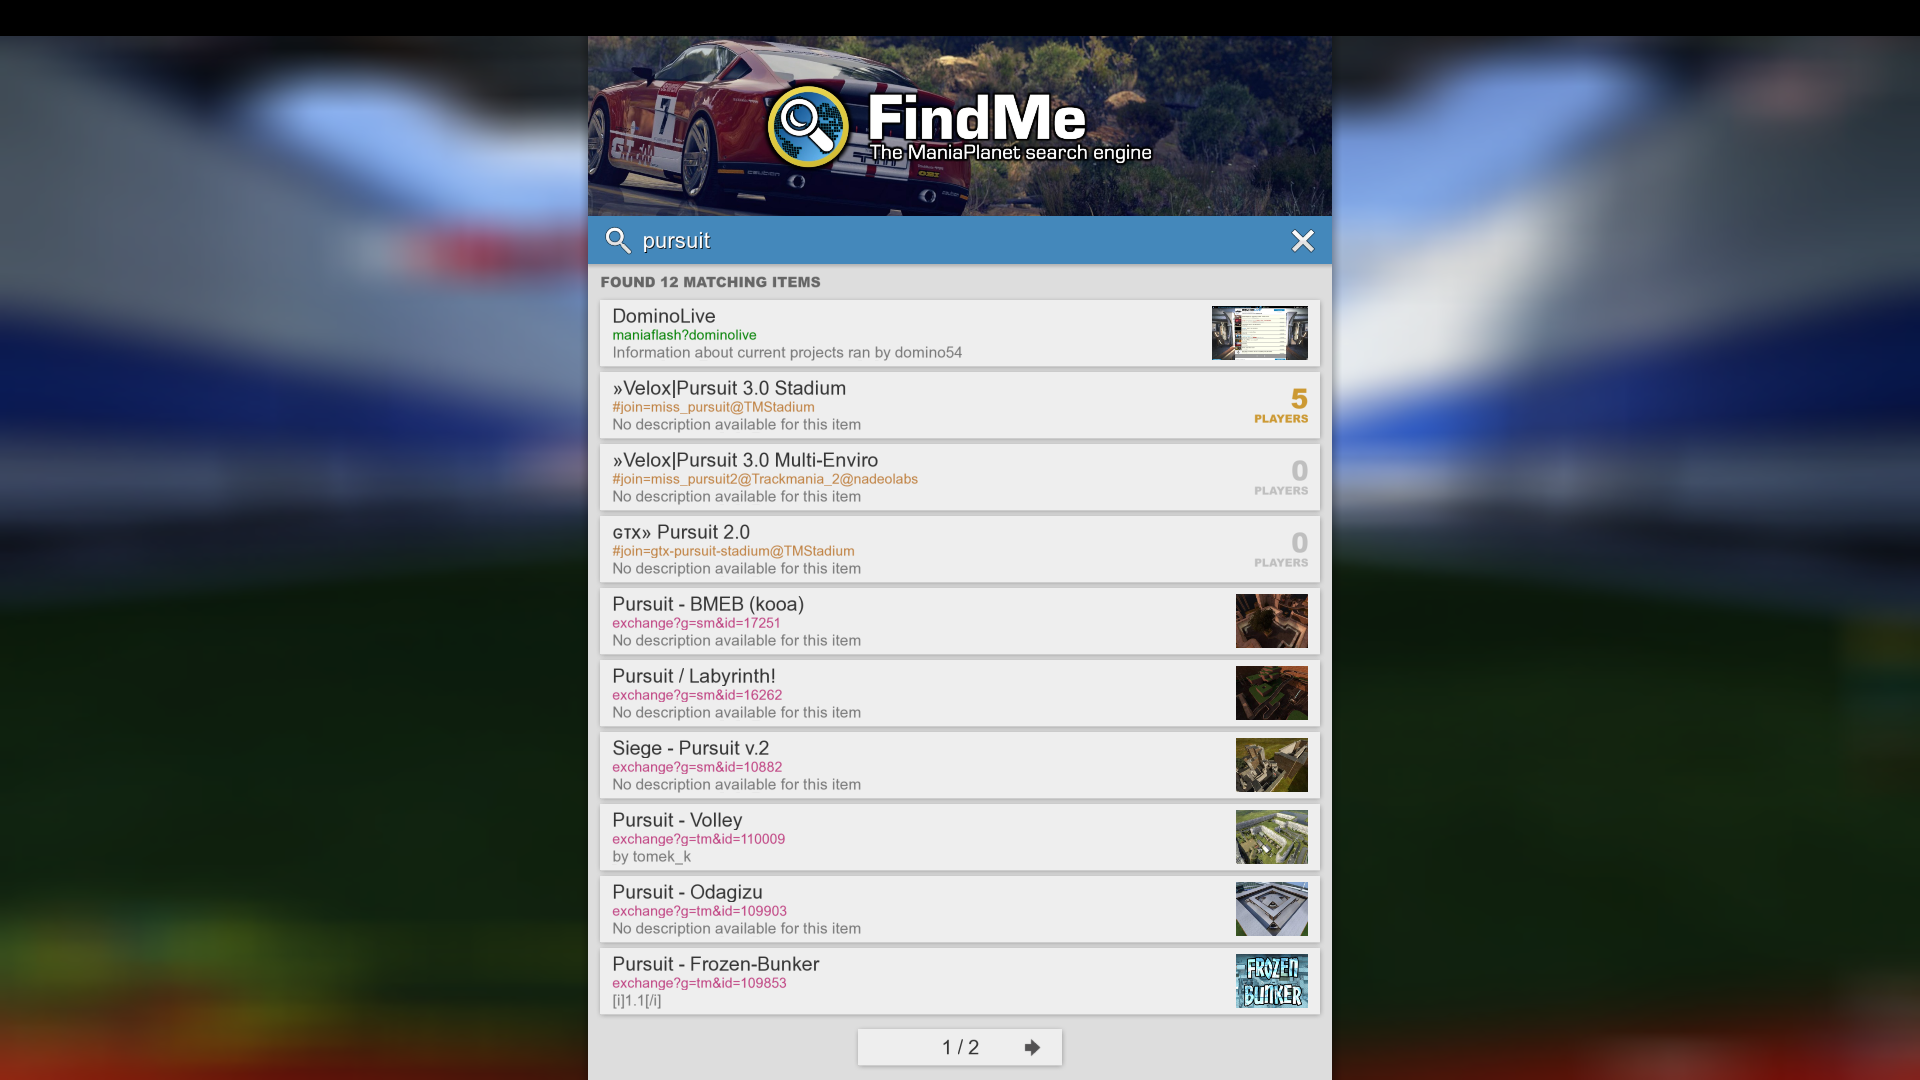 FindMe
The ManiaPlanet search engine
pursuit
FOUND 12 MATCHING ITEMS
DominoLive
maniaflash?dominolive
Information about current projects ran by domino54
»Velox|Pursuit 3.0 Stadium
#join=miss_pursuit@TMStadium
No description available for this item
5
PLAYERS
»Velox|Pursuit 3.0 Multi-Enviro
#join=miss_pursuit2@Trackmania_2@nadeolabs
No description available for this item
0
PLAYERS
ɢᴛx» Pursuit 2.0
#join=gtx-pursuit-stadium@TMStadium
No description available for this item
0
PLAYERS
Pursuit - BMEB (kooa)
exchange?g=sm&id=17251
No description available for this item
Pursuit / Labyrinth!
exchange?g=sm&id=16262
No description available for this item
Siege - Pursuit v.2
exchange?g=sm&id=10882
No description available for this item
Pursuit - Volley
exchange?g=tm&id=110009
by tomek_k
Pursuit - Odagizu
exchange?g=tm&id=109903
No description available for this item
Pursuit - Frozen-Bunker
exchange?g=tm&id=109853
[i]1.1[/i]
FROZEN
BUNKER
1 / 2